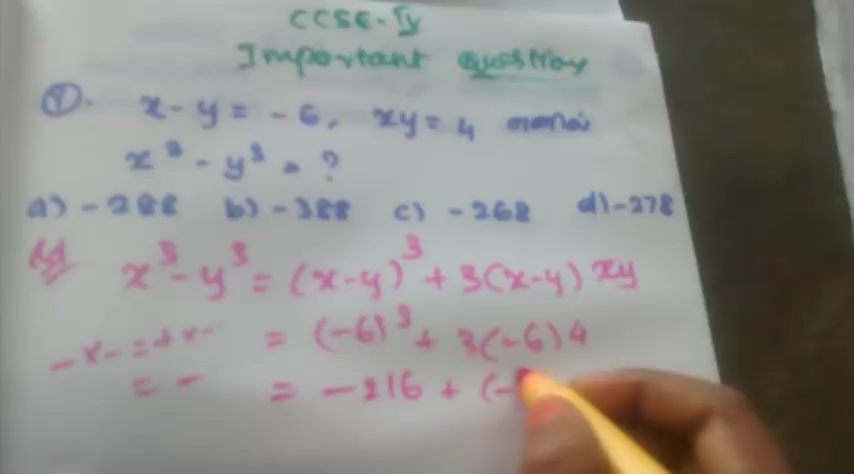 CCSE-IV
Important Question
①. x - y = -6, xy = 4 எனில்
x³ - y³ = ?
a) -288 b) -388 c) -268 d) -278
x³ - y³ = (x-y)³ + 3(x-y) xy
- x - = + x - = (-6)³ + 3(-6)4
= - = -216 + (-